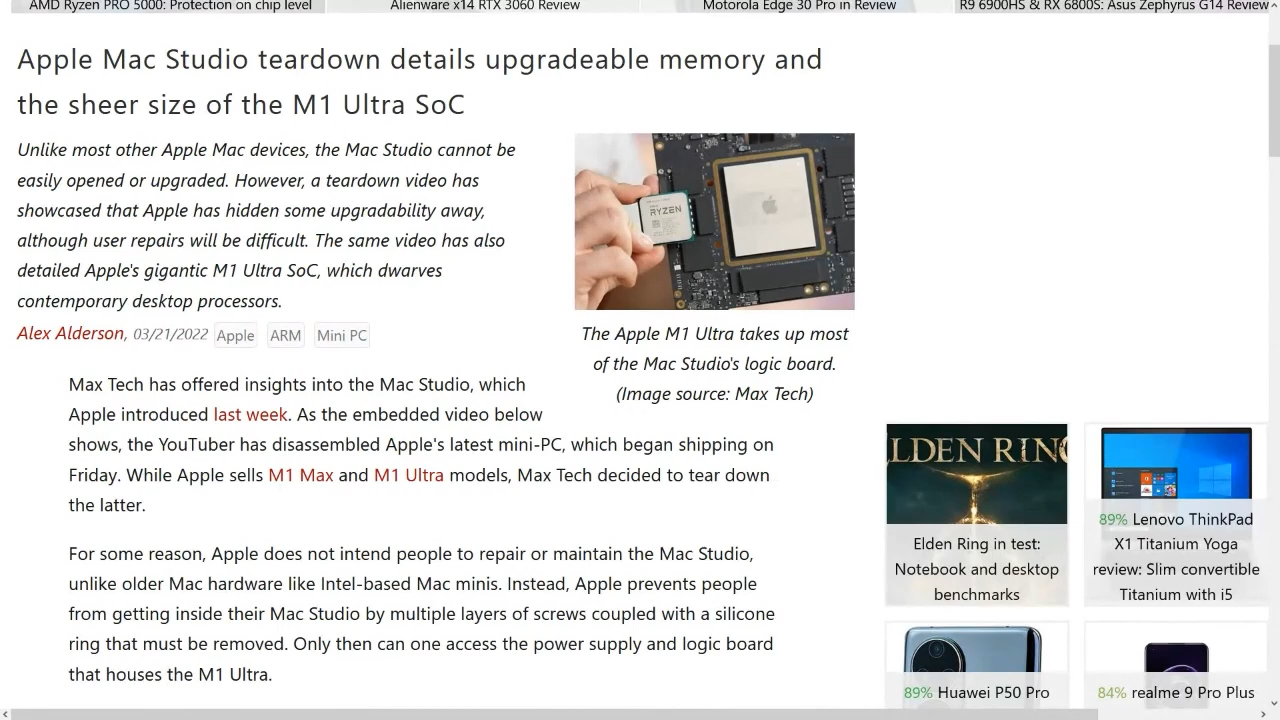 AMD Ryzen PRO 5000: Protection on chip level
Alienware x14 RTX 3060 Review
Motorola Edge 30 Pro in Review
R9 6900HS & RX 6800S: Asus Zephyrus G14 Review
Apple Mac Studio teardown details upgradeable memory and
the sheer size of the M1 Ultra SoC
Unlike most other Apple Mac devices, the Mac Studio cannot be
easily opened or upgraded. However, a teardown video has
showcased that Apple has hidden some upgradability away,
although user repairs will be difficult. The same video has also
detailed Apple's gigantic M1 Ultra SoC, which dwarves
contemporary desktop processors.
Alex Alderson, 03/21/2022 Apple ARM Mini PC
RYZEN
The Apple M1 Ultra takes up most
of the Mac Studio's logic board.
(Image source: Max Tech)
Max Tech has offered insights into the Mac Studio, which
Apple introduced last week. As the embedded video below
shows, the YouTuber has disassembled Apple's latest mini-PC, which began shipping on
Friday. While Apple sells M1 Max and M1 Ultra models, Max Tech decided to tear down
the latter.
For some reason, Apple does not intend people to repair or maintain the Mac Studio,
unlike older Mac hardware like Intel-based Mac minis. Instead, Apple prevents people
from getting inside their Mac Studio by multiple layers of screws coupled with a silicone
ring that must be removed. Only then can one access the power supply and logic board
that houses the M1 Ultra.
ELDEN RING
Elden Ring in test:
Notebook and desktop
benchmarks
89% Lenovo ThinkPad
X1 Titanium Yoga
review: Slim convertible
Titanium with i5
89% Huawei P50 Pro
84% realme 9 Pro Plus